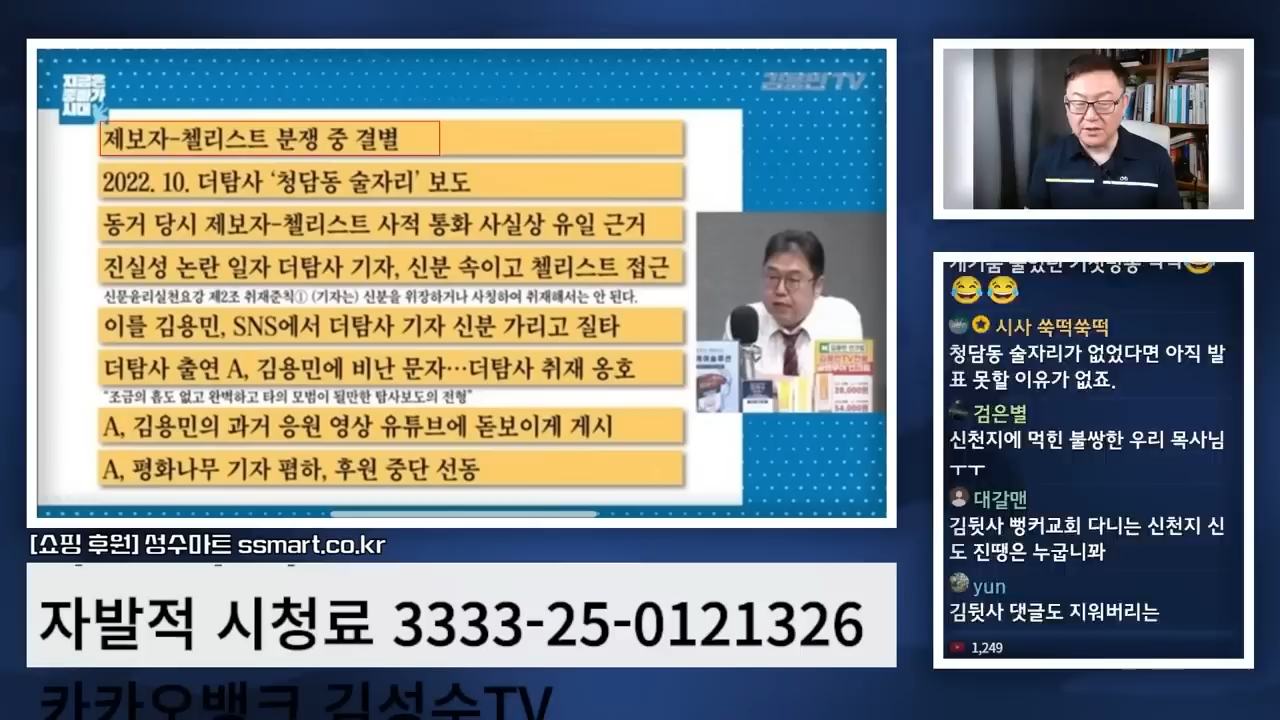 지금은
시대
김용민TV
제보자-첼리스트 분쟁 중 결별
2022. 10. 더탐사 ‘청담동 술자리’ 보도
동거 당시 제보자-첼리스트 사적 통화 사실상 유일 근거
진실성 논란 일자 더탐사 기자, 신분 속이고 첼리스트 접근
신문윤리실천요강 제2조 취재준칙① (기자는) 신분을 위장하거나 사칭하여 취재해서는 안 된다.
이를 김용민, SNS에서 더탐사 기자 신분 가리고 질타
더탐사 출연 A, 김용민에 비난 문자…더탐사 취재 옹호
“조금의 흠도 없고 완벽하고 타의 모범이 될만한 탐사보도의 전형”
A, 김용민의 과거 응원 영상 유튜브에 돋보이게 게시
A, 평화나무 기자 폄하, 후원 중단 선동
[쇼핑 후원] 성수마트 ssmart.co.kr
자발적 시청료 3333-25-0121326
카카오뱅크 김성수TV
시사 쑥떡쑥떡
청담동 술자리가 없었다면 아직 발
표 못할 이유가 없죠.
검은별
신천지에 먹힌 불쌍한 우리 목사님
ㅜㅜ
대갈맨
김뒷사 벙커교회 다니는 신천지 신
도 진땡은 누굽니꽈
yun
김뒷사 댓글도 지워버리는
1,249